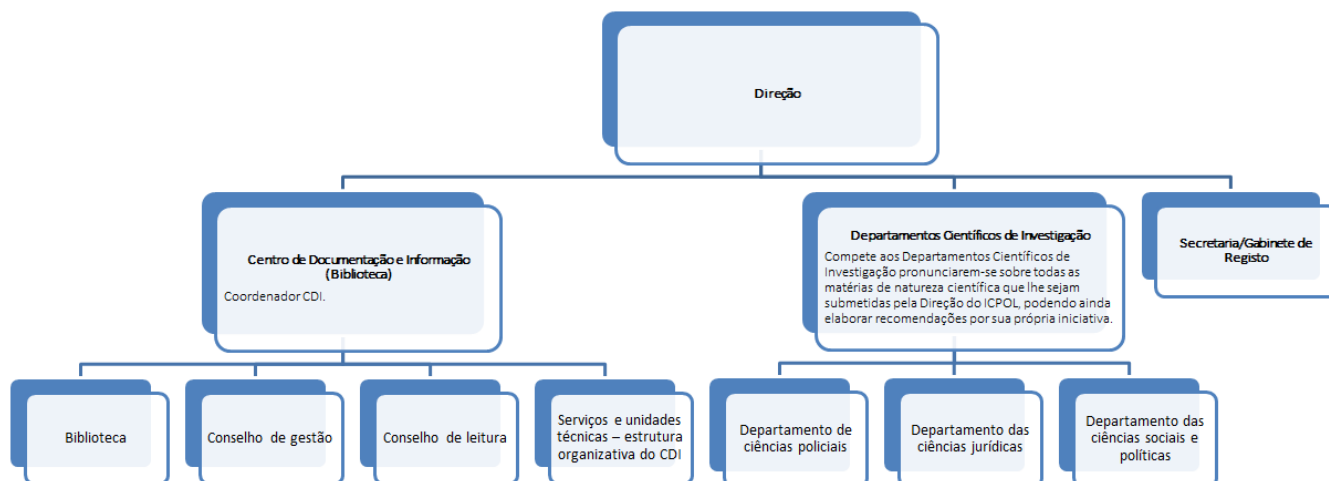 Direção
Centro de Documentação e Informação
(Biblioteca)
Coordenador CDI.
Departamentos Científicos de Investigação
Compete aos Departamentos Científicos de
Investigação pronunciarem-se sobre todas as
matérias de natureza científica que lhe sejam
submetidas pela Direção do ICPOL, podendo ainda
elaborar recomendações por sua própria iniciativa.
Secretaria/Gabinete de
Registo
Biblioteca
Conselho de gestão
Conselho de leitura
Serviços e unidades
técnicas – estrutura
organizativa do CDI
Departamento de
ciências policiais
Departamento das
ciências jurídicas
Departamento das
ciências sociais e
políticas